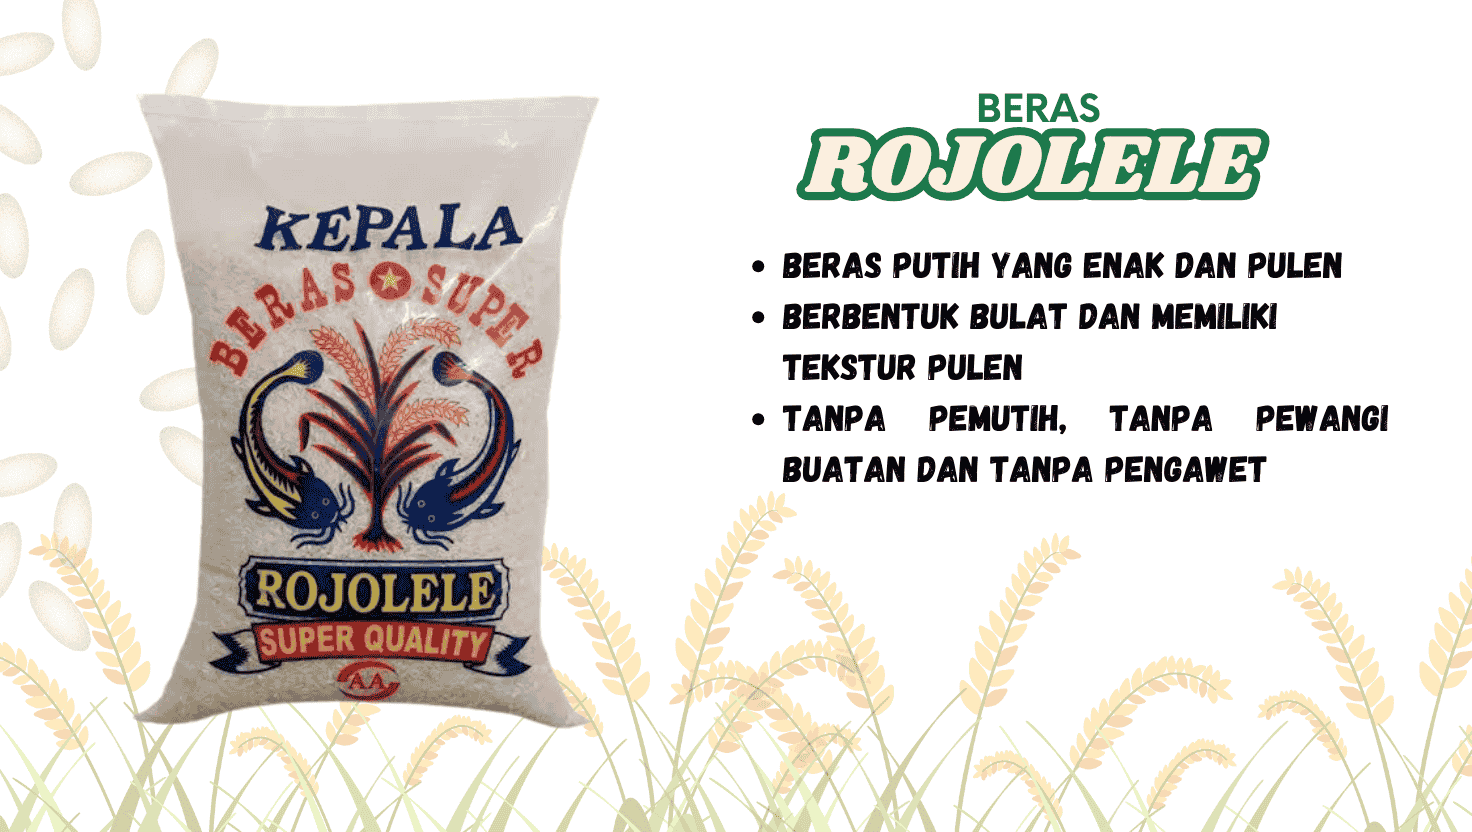 KEPALA
BERAS SUPER
ROJOLELE
SUPER QUALITY
AA
BERAS
ROJOLELE
• BERAS PUTIH YANG ENAK DAN PULEN
• BERBENTUK BULAT DAN MEMILIKI
TEKSTUR PULEN
• TANPA PEMUTIH, TANPA PEWANGI
BUATAN DAN TANPA PENGAWET